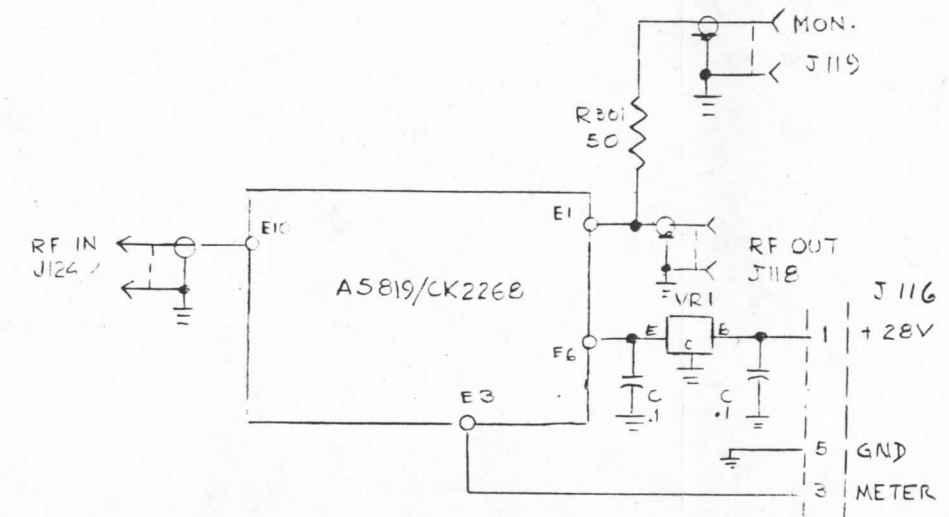 MON.
J119
R301
50
E1
E10
RF IN
J124
RF OUT
J118
A5819/CK2268
J116
VR1
E
B
C
1
+28V
E6
E3
C
.1
C
.1
5
GND
3
METER